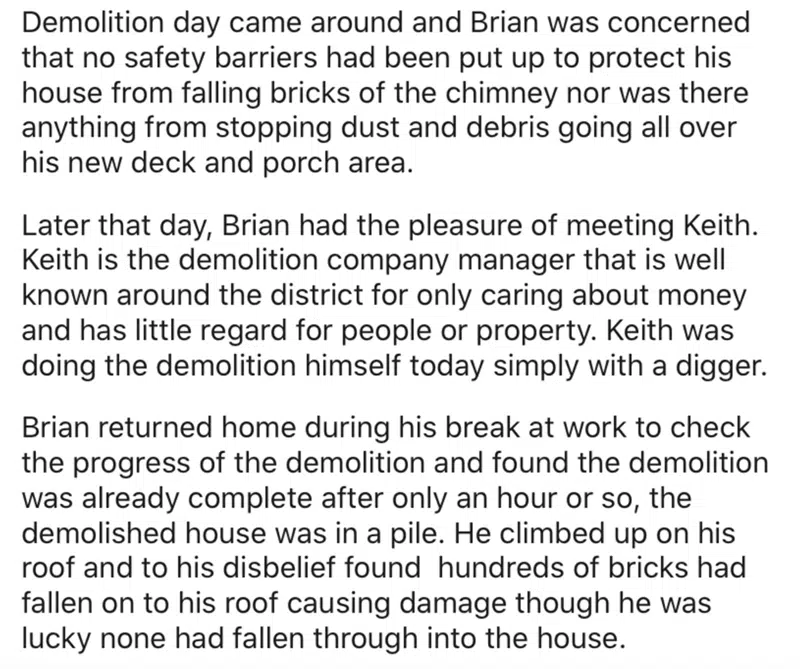 Demolition day came around and Brian was concerned
that no safety barriers had been put up to protect his
house from falling bricks of the chimney nor was there
anything from stopping dust and debris going all over
his new deck and porch area.
Later that day, Brian had the pleasure of meeting Keith.
Keith is the demolition company manager that is well
known around the district for only caring about money
and has little regard for people or property. Keith was
doing the demolition himself today simply with a digger.
Brian returned home during his break at work to check
the progress of the demolition and found the demolition
was already complete after only an hour or so, the
demolished house was in a pile. He climbed up on his
roof and to his disbelief found  hundreds of bricks had
fallen on to his roof causing damage though he was
lucky none had fallen through into the house.